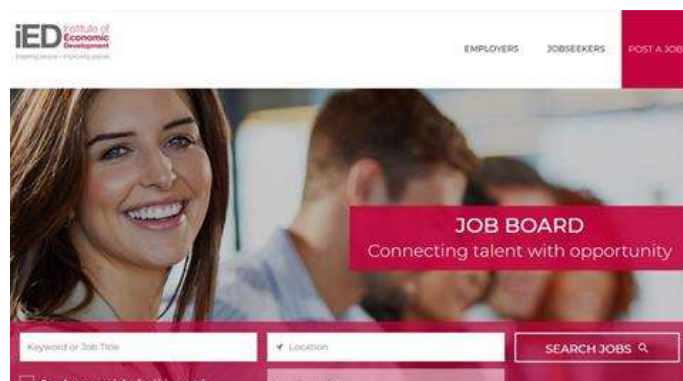 iED Institute of
Economic
Development
EMPLOYERS JOBSEEKERS POST A JOB
JOB BOARD
Connecting talent with opportunity
Keyword or Job Title
Location
SEARCH JOBS